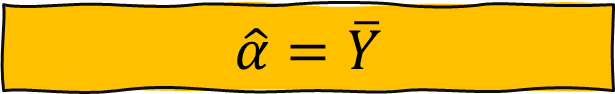 α̂ = Ȳ